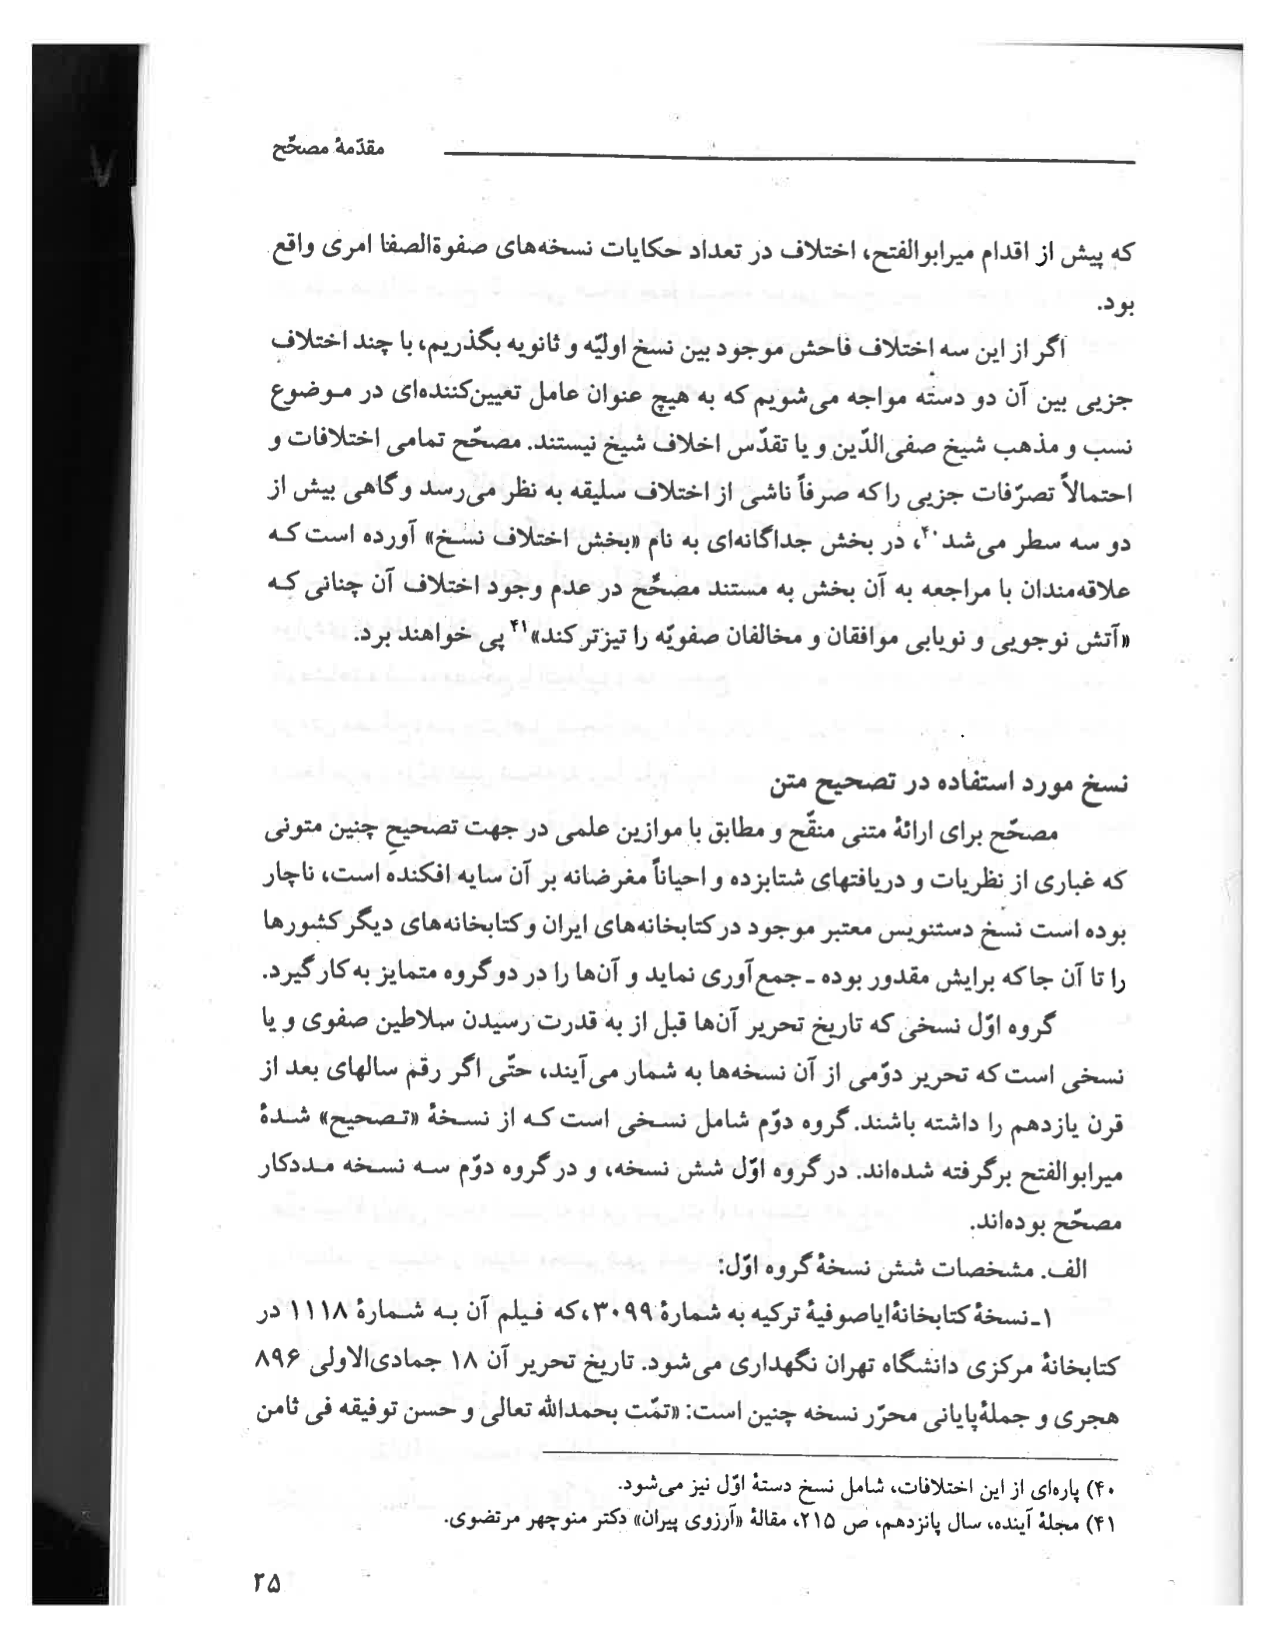 مقدّمهٔ مصحّح
که پیش از اقدام میرابوالفتح، اختلاف در تعداد حکایات نسخه‌های صفوةالصفا امری واقع
بود.
اگر از این سه اختلاف فاحش موجود بین نسخ اولیّه و ثانویه بگذریم، با چند اختلاف
جزیی بین آن دو دسته مواجه می‌شویم که به هیچ عنوان عامل تعیین‌کننده‌ای در موضوع
نسب و مذهب شیخ صفی‌الدّین و یا تقدّس اخلاف شیخ نیستند. مصحّح تمامی اختلافات و
احتمالاً تصرّفات جزیی را که صرفاً ناشی از اختلاف سلیقه به نظر می‌رسد و گاهی بیش از
دو سه سطر می‌شد۴۰، در بخش جداگانه‌ای به نام «بخش اختلاف نسخ» آورده است که
علاقه‌مندان با مراجعه به آن بخش به مستند مصحّح در عدم وجود اختلاف آن چنانی که
«آتش نوجویی و نویابی موافقان و مخالفان صفویّه را تیزتر کند»۴۱ پی خواهند برد.
نسخ مورد استفاده در تصحیح متن
مصحّح برای ارائهٔ متنی منقّح و مطابق با موازین علمی در جهت تصحیحِ چنین متونی
که غباری از نظریات و دریافتهای شتابزده و احیاناً مغرضانه بر آن سایه افکنده است، ناچار
بوده است نسخ دستنویس معتبر موجود در کتابخانه‌های ایران و کتابخانه‌های دیگر کشورها
را تا آن جا که برایش مقدور بوده ـ جمع‌آوری نماید و آن‌ها را در دو گروه متمایز به کار گیرد.
گروه اوّل نسخی که تاریخ تحریر آن‌ها قبل از به قدرت رسیدن سلاطین صفوی و یا
نسخی است که تحریر دوّمی از آن نسخه‌ها به شمار می‌آیند، حتّی اگر رقم سالهای بعد از
قرن یازدهم را داشته باشند. گروه دوّم شامل نسخی است که از نسخهٔ «تصحیح» شدهٔ
میرابوالفتح برگرفته شده‌اند. در گروه اوّل شش نسخه، و در گروه دوّم سه نسخه مددکار
مصحّح بوده‌اند.
الف. مشخصات شش نسخهٔ گروه اوّل:
۱ـ نسخهٔ کتابخانهٔ ایاصوفیهٔ ترکیه به شمارهٔ ۳۰۹۹، که فیلم آن به شمارهٔ ۱۱۱۸ در
کتابخانهٔ مرکزی دانشگاه تهران نگهداری می‌شود. تاریخ تحریر آن ۱۸ جمادی‌الاولی ۸۹۶
هجری و جملهٔ پایانی محرّر نسخه چنین است: «تمّت بحمدالله تعالی و حسن توفیقه فی ثامن
۴۰) پاره‌ای از این اختلافات، شامل نسخ دستهٔ اوّل نیز می‌شود.
۴۱) مجلهٔ آینده، سال پانزدهم، ص ۲۱۵، مقالهٔ «آرزوی پیران» دکتر منوچهر مرتضوی.
۲۵